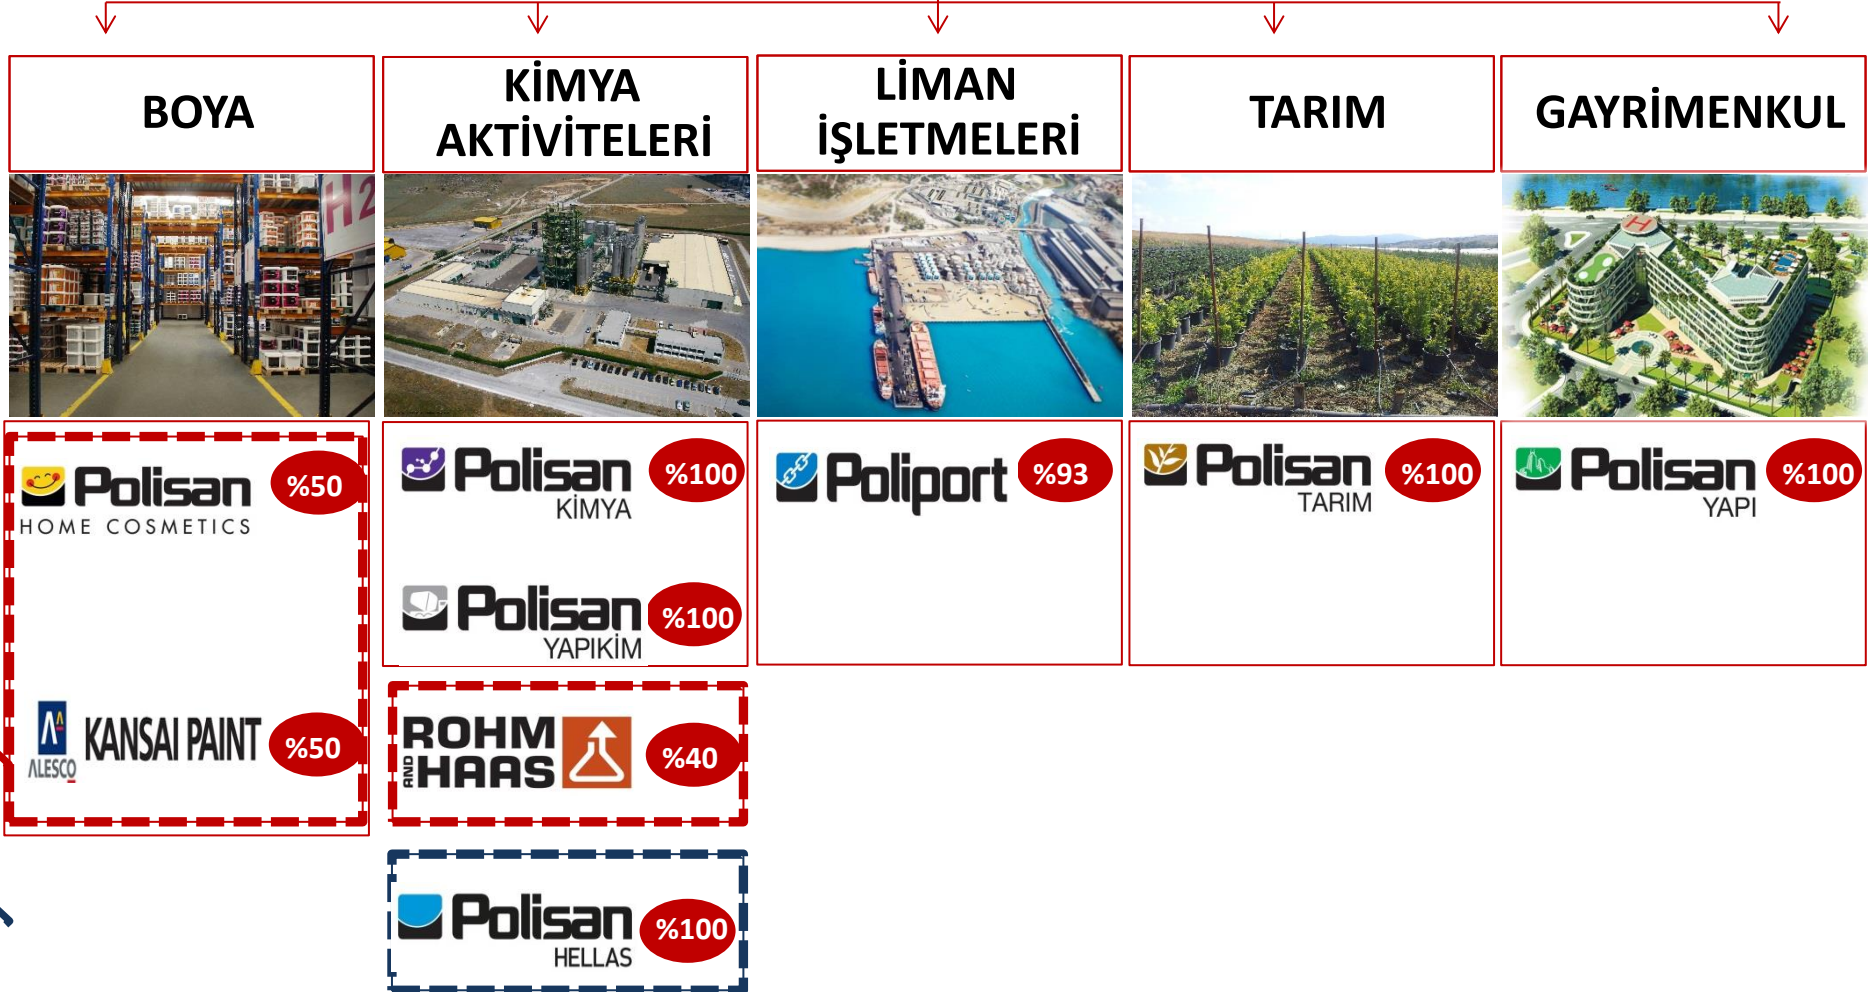 BOYA
KİMYA
AKTİVİTELERİ
LİMAN
İŞLETMELERİ
TARIM
GAYRİMENKUL
H2
H
Polisan
HOME COSMETICS
%50
ALESCO
KANSAI PAINT
%50
Polisan
KİMYA
%100
Polisan
YAPIKİM
%100
ROHM
AND
HAAS
%40
Polisan
HELLAS
%100
Poliport
%93
Polisan
TARIM
%100
Polisan
YAPI
%100